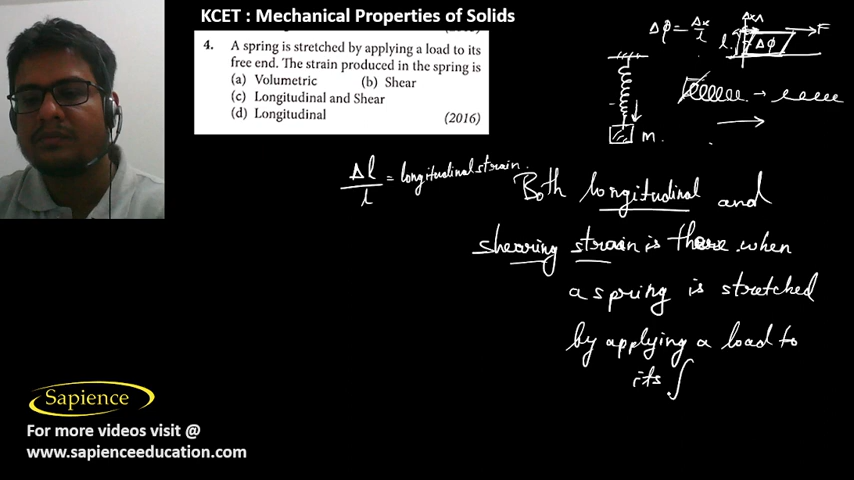 KCET : Mechanical Properties of Solids
4. A spring is stretched by applying a load to its
free end. The strain produced in the spring is
(a) Volumetric (b) Shear
(c) Longitudinal and Shear
(d) Longitudinal (2016)
Δϕ = Δx/l
Δx
F
l
Δϕ
m
Δl/l = longitudinal strain.
Both longitudinal and
shearing strain is there when
a spring is stretched
by applying a load to
its
Sapience
For more videos visit @
www.sapienceeducation.com